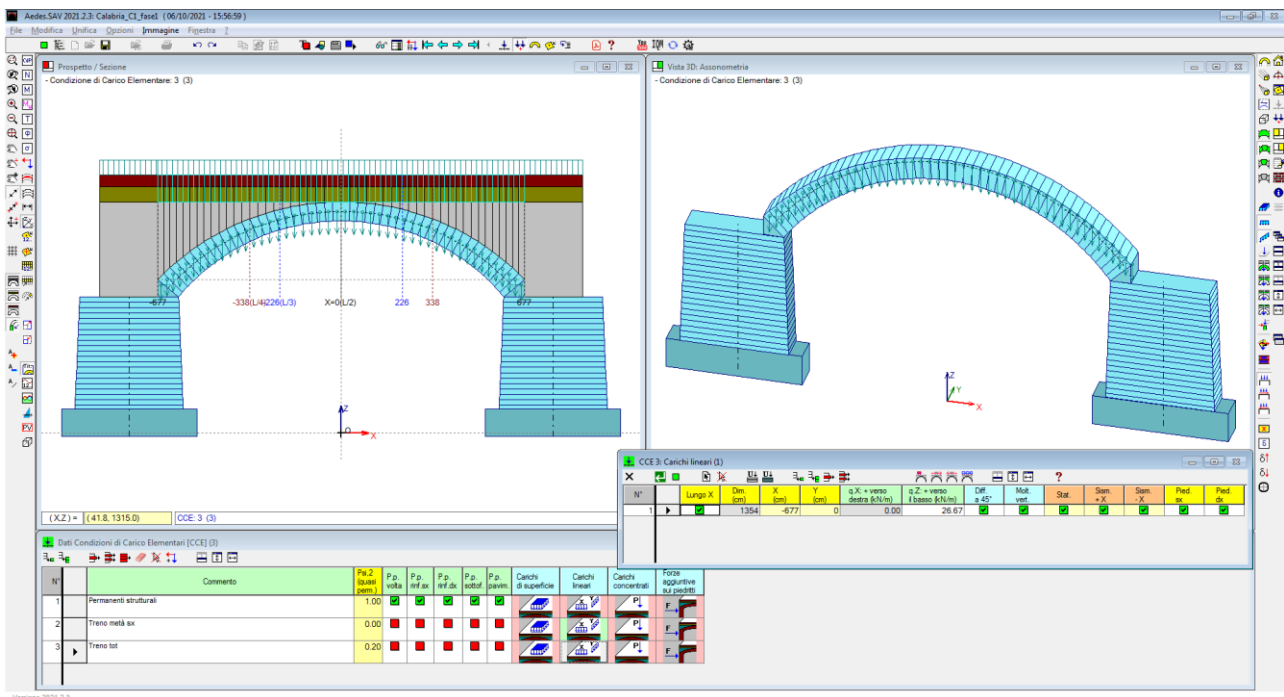 Aedes.SAV 2021.2.3: Calabria_C1_fase1 ( 06/10/2021 - 15:56:59 )
File Modifica Unifica Opzioni Immagine Finestra ?
Prospetto / Sezione
- Condizione di Carico Elementare: 3 (3)
-677 -338(L/4) -226(L/3) X=0(L/2) 226 338 677
Z
O X
(X,Z) = ( 41.8, 1315.0) CCE: 3 (3)
Vista 3D: Assonometria
- Condizione di Carico Elementare: 3 (3)
Z
Y
X
CCE 3: Carichi lineari (1)
N° Lungo X Dim. (cm) X (cm) Y (cm) q,X: + verso destra (kN/m) q,Z: + verso il basso (kN/m) Diff. a 45° Molt. vert. Stat. Sism. + X Sism. - X Pied. sx Pied. dx
1 1354 -677 0 0.00 26.67
Dati Condizioni di Carico Elementari [CCE] (3)
N° Commento Psi,2 (quasi perm.) P.p. volta P.p. rinf.sx P.p. rinf.dx P.p. sottof. P.p. pavim. Carichi di superficie Carichi lineari Carichi concentrati Forze aggiuntive sui piedritti
1 Permanenti strutturali 1.00
2 Treno metà sx 0.00
3 Treno tot 0.20